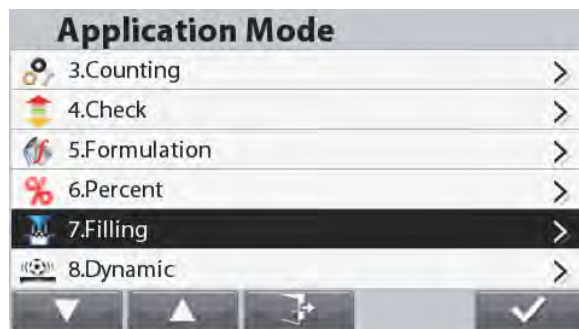 Application Mode
3.Counting
4.Check
5.Formulation
6.Percent
7.Filling
8.Dynamic